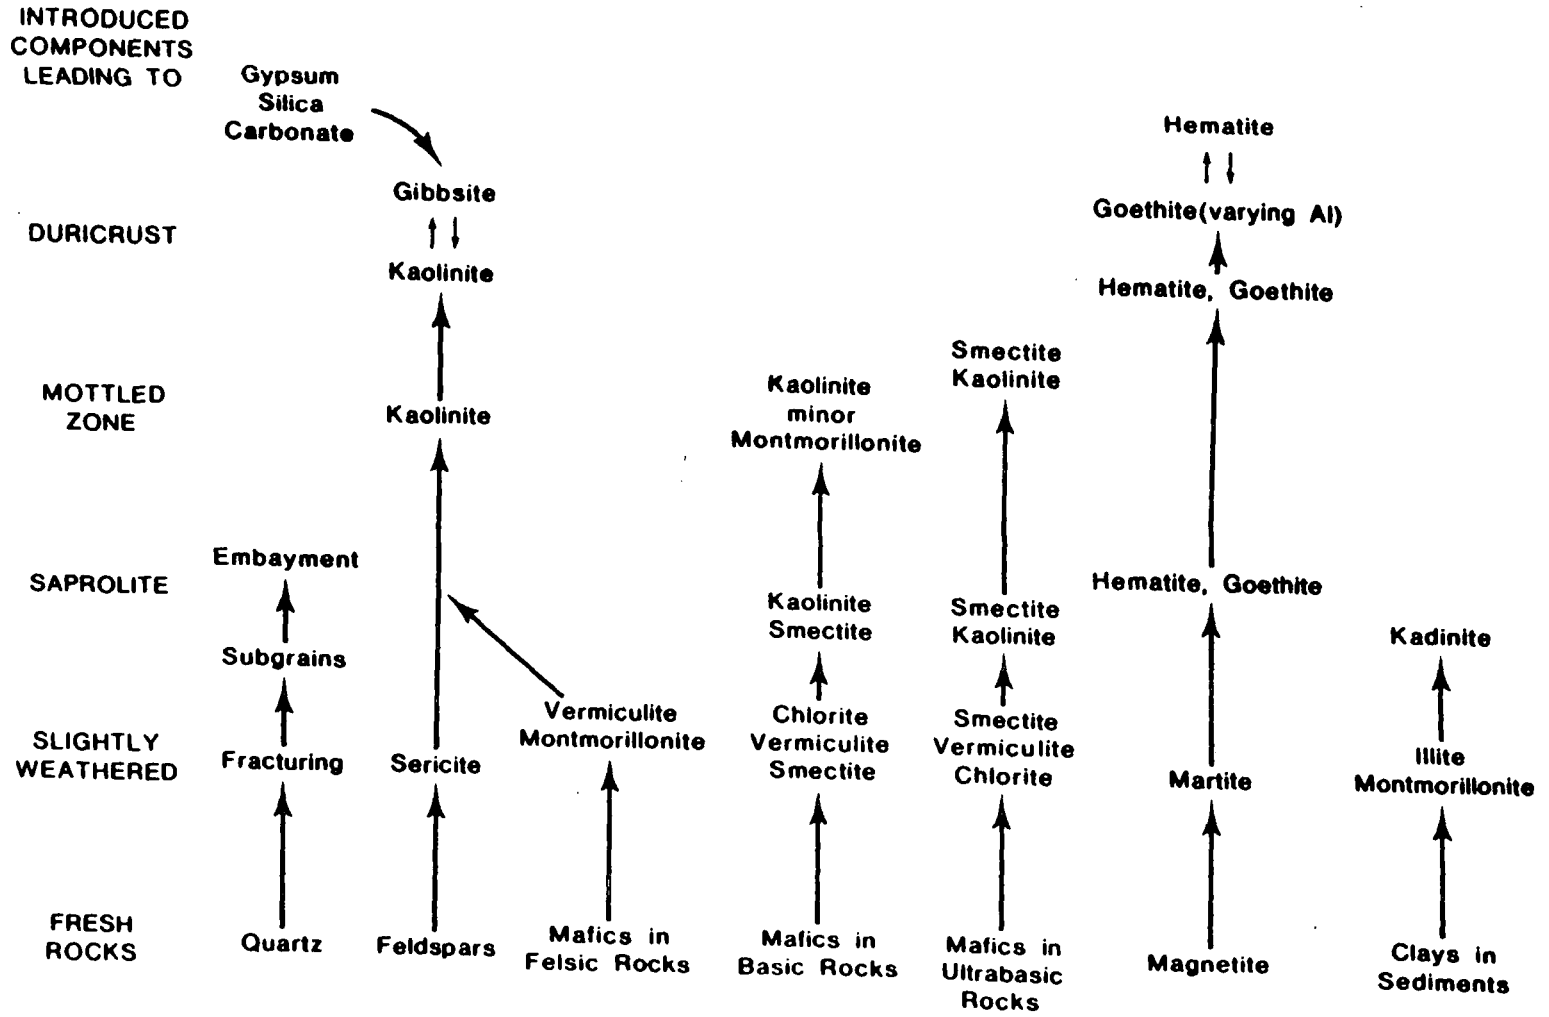 INTRODUCED
COMPONENTS
LEADING TO
Gypsum
Silica
Carbonate
Hematite
Gibbsite
Goethite(varying Al)
DURICRUST
Kaolinite
Hematite, Goethite
Smectite
Kaolinite
MOTTLED
ZONE
Kaolinite
Kaolinite
minor
Montmorillonite
Embayment
SAPROLITE
Hematite, Goethite
Kaolinite
Smectite
Smectite
Kaolinite
Kadinite
Subgrains
Vermiculite
Montmorillonite
Chlorite
Vermiculite
Smectite
Smectite
Vermiculite
Chlorite
SLIGHTLY
WEATHERED
Fracturing
Sericite
Martite
Illite
Montmorillonite
FRESH
ROCKS
Quartz
Feldspars
Mafics in
Felsic Rocks
Mafics in
Basic Rocks
Mafics in
Ultrabasic
Rocks
Magnetite
Clays in
Sediments